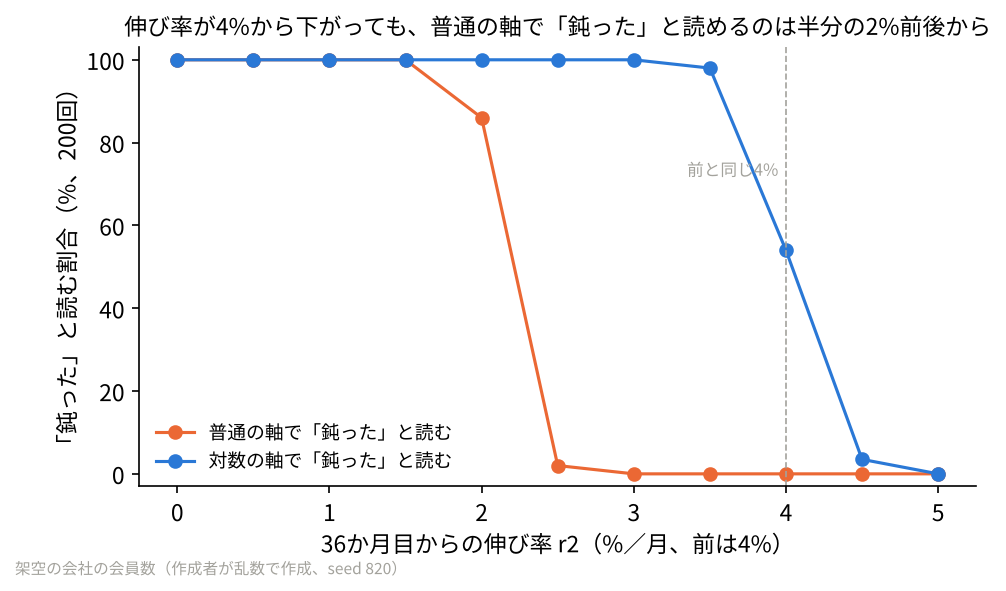 伸び率が4%から下がっても、普通の軸で「鈍った」と読めるのは半分の2%前後から
「鈍った」と読む割合（%、200回）
100
80
60
40
20
0
前と同じ4%
普通の軸で「鈍った」と読む
対数の軸で「鈍った」と読む
0 1 2 3 4 5
36か月目からの伸び率 r2（%／月、前は4%）
架空の会社の会員数（作成者が乱数で作成、seed 820）